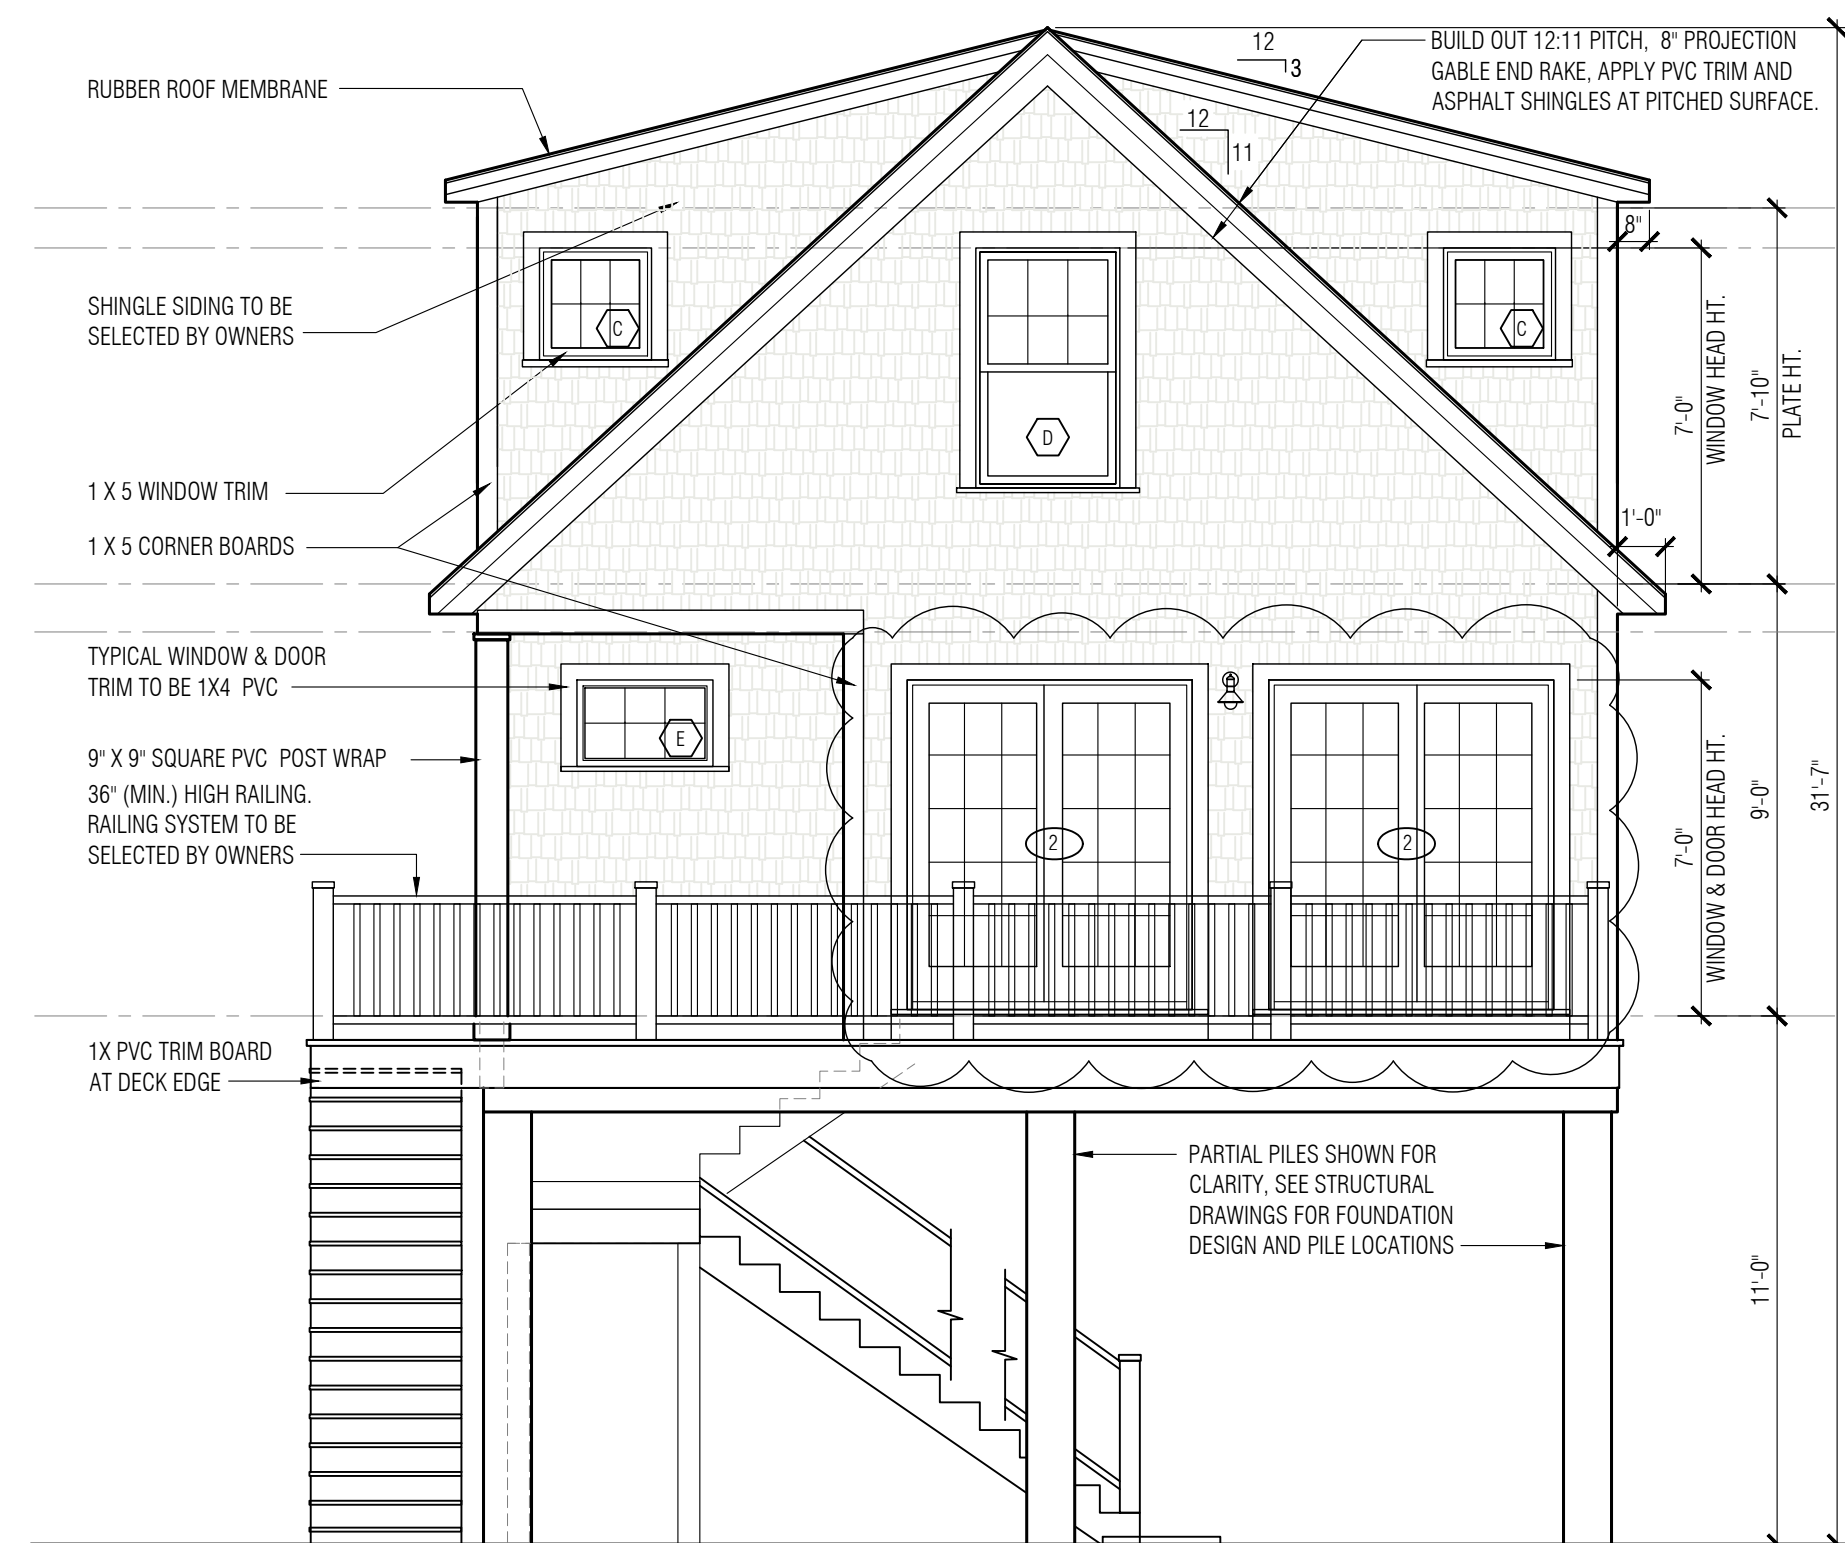 RUBBER ROOF MEMBRANE
12
3
BUILD OUT 12:11 PITCH, 8" PROJECTION
GABLE END RAKE, APPLY PVC TRIM AND
ASPHALT SHINGLES AT PITCHED SURFACE.
12
11
8"
SHINGLE SIDING TO BE
SELECTED BY OWNERS
C
C
D
7'-0"
WINDOW HEAD HT.
7'-10"
PLATE HT.
1 X 5 WINDOW TRIM
1 X 5 CORNER BOARDS
1'-0"
TYPICAL WINDOW & DOOR
TRIM TO BE 1X4 PVC
E
9" X 9" SQUARE PVC POST WRAP
36" (MIN.) HIGH RAILING.
RAILING SYSTEM TO BE
SELECTED BY OWNERS
2
2
7'-0"
WINDOW & DOOR HEAD HT.
9'-0"
31'-7"
1X PVC TRIM BOARD
AT DECK EDGE
PARTIAL PILES SHOWN FOR
CLARITY, SEE STRUCTURAL
DRAWINGS FOR FOUNDATION
DESIGN AND PILE LOCATIONS
11'-0"